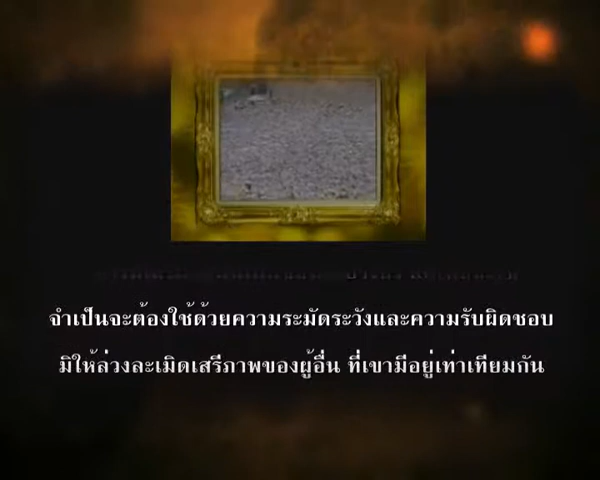 จำเป็นจะต้องใช้ด้วยความระมัดระวังและความรับผิดชอบ
มิให้ล่วงละเมิดเสรีภาพของผู้อื่น ที่เขามีอยู่เท่าเทียมกัน